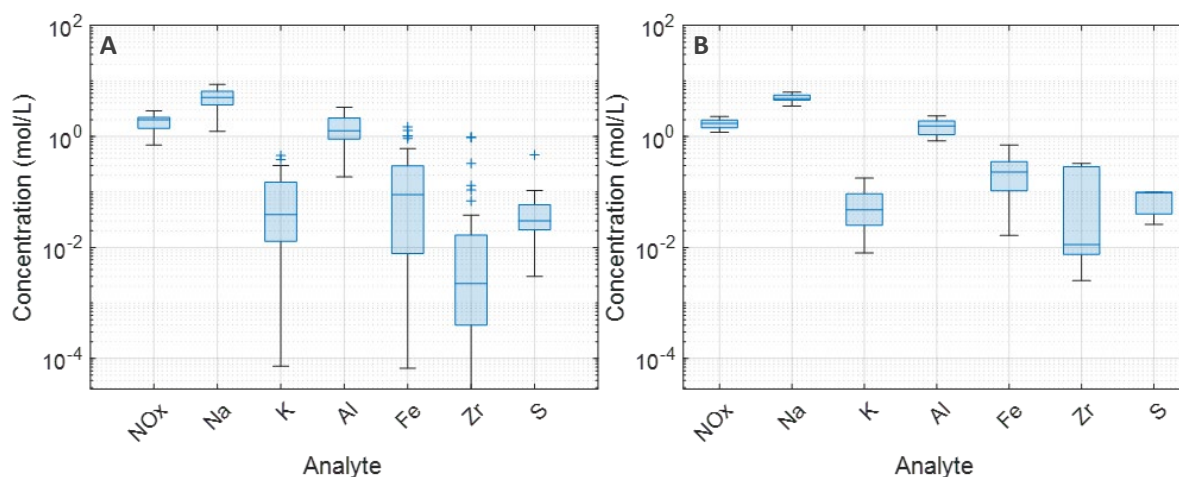 A
Concentration (mol/L)
10^2
10^0
10^-2
10^-4
NOx
Na
K
Al
Fe
Zr
S
Analyte
B
Concentration (mol/L)
10^2
10^0
10^-2
10^-4
NOx
Na
K
Al
Fe
Zr
S
Analyte